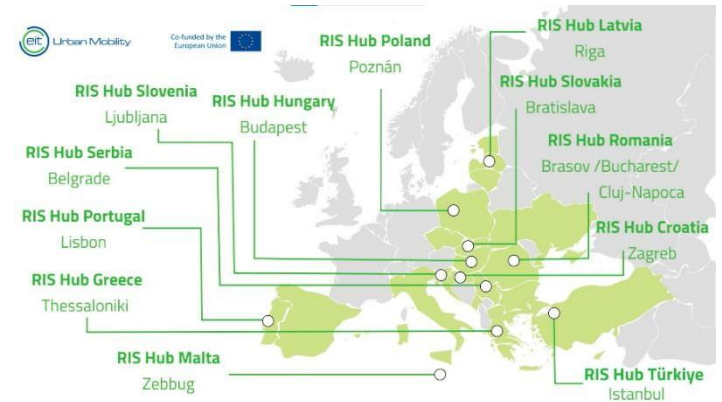 eit Urban Mobility
Co-funded by the
European Union
RIS Hub Latvia
Riga
RIS Hub Poland
Poznán
RIS Hub Slovakia
Bratislava
RIS Hub Slovenia
Ljubljana
RIS Hub Hungary
Budapest
RIS Hub Romania
Brasov /Bucharest/
Cluj-Napoca
RIS Hub Serbia
Belgrade
RIS Hub Portugal
Lisbon
RIS Hub Croatia
Zagreb
RIS Hub Greece
Thessaloniki
RIS Hub Malta
Zebbug
RIS Hub Türkiye
Istanbul